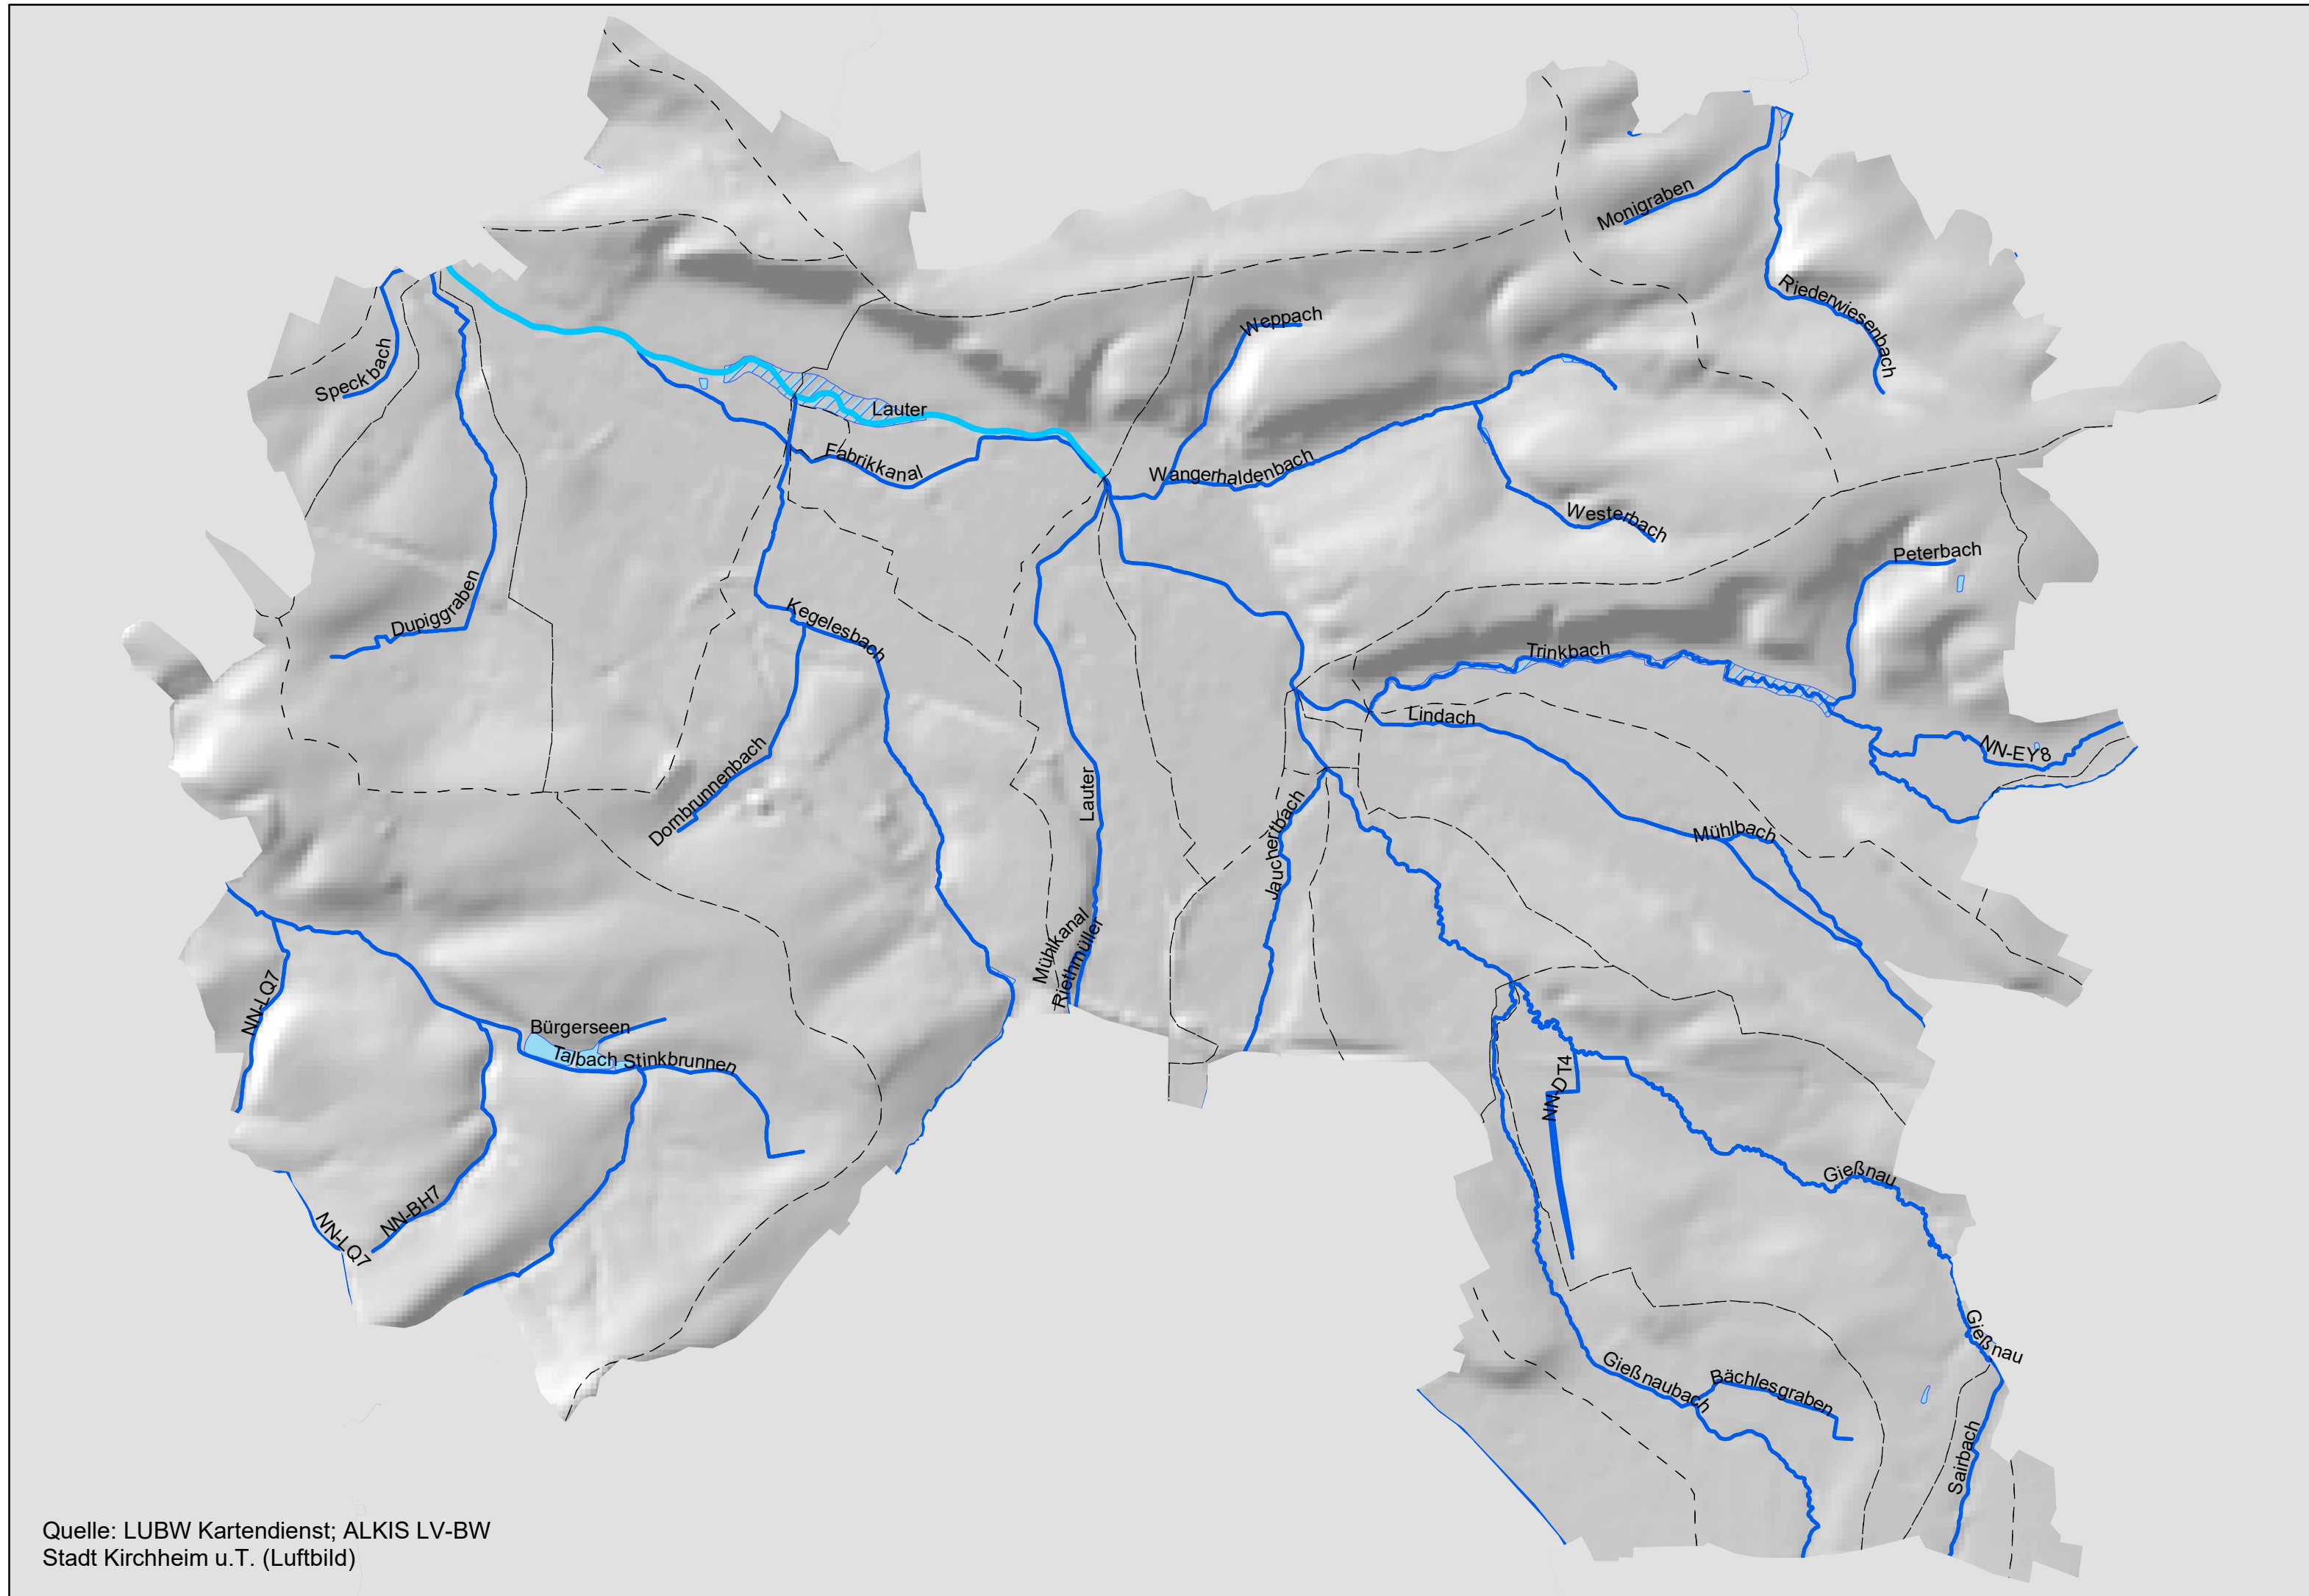 Monigraben
Riederwiesenbach
Weppach
Speckbach
Lauter
Fabrikkanal
Wangerhaldenbach
Westerbach
Peterbach
Dupiggraben
Kegelesbach
Trinkbach
Lindach
NN-EY8
Dombrunnenbach
Lauter
Jauchertbach
Mühlbach
Mühlkanal
Riethmüller
NN-LQ7
Bürgerseen
Talbach
Stinkbrunnen
NN-DT4
Gießnau
NN-BH7
NN-LQ7
Gießnau
Gießnaubach
Bächlesgraben
Sairbach
Quelle: LUBW Kartendienst; ALKIS LV-BW
Stadt Kirchheim u.T. (Luftbild)